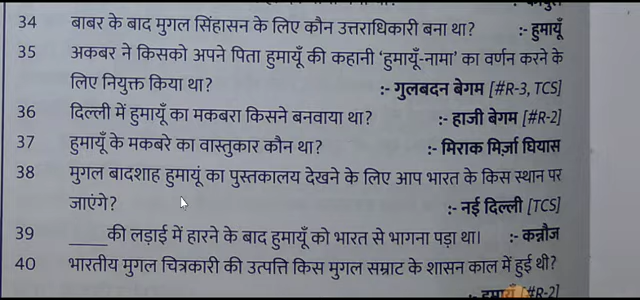 34 बाबर के बाद मुगल सिंहासन के लिए कौन उत्तराधिकारी बना था? :- हुमायूँ
35 अकबर ने किसको अपने पिता हुमायूँ की कहानी ‘हुमायूँ-नामा’ का वर्णन करने के
लिए नियुक्त किया था? :- गुलबदन बेगम [#R-3, TCS]
36 दिल्ली में हुमायूँ का मकबरा किसने बनवाया था? :- हाजी बेगम [#R-2]
37 हुमायूँ के मकबरे का वास्तुकार कौन था? :- मिराक मिर्ज़ा घियास
38 मुगल बादशाह हुमायूं का पुस्तकालय देखने के लिए आप भारत के किस स्थान पर
जाएंगे? :- नई दिल्ली [TCS]
39 ____की लड़ाई में हारने के बाद हुमायूँ को भारत से भागना पड़ा था। :- कन्नौज
40 भारतीय मुगल चित्रकारी की उत्पत्ति किस मुगल सम्राट के शासन काल में हुई थी?
:- हुमायूँ [#R-2]